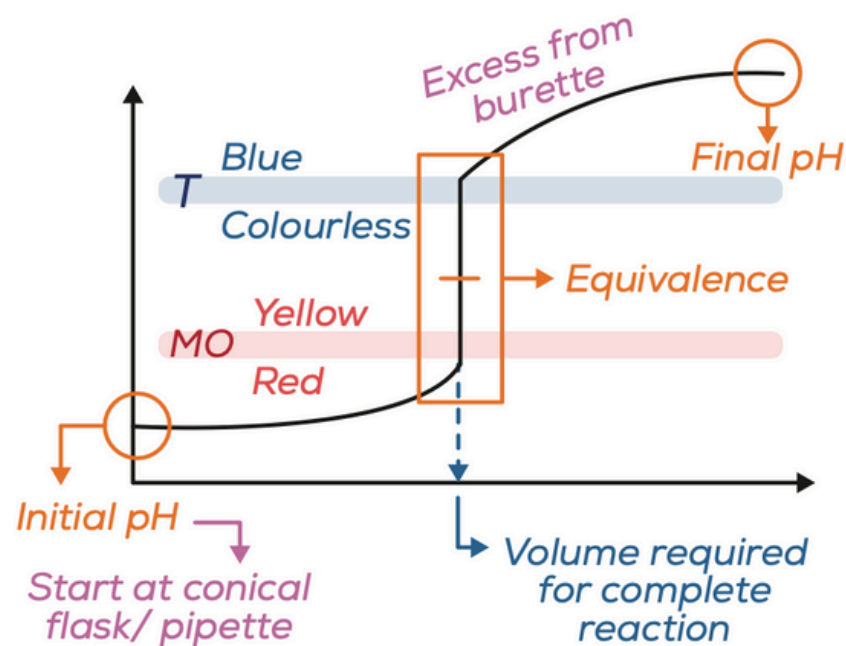 Excess from
burette
Blue
Final pH
T
Colourless
Equivalence
Yellow
MO
Red
Initial pH
Start at conical
flask/ pipette
Volume required
for complete
reaction